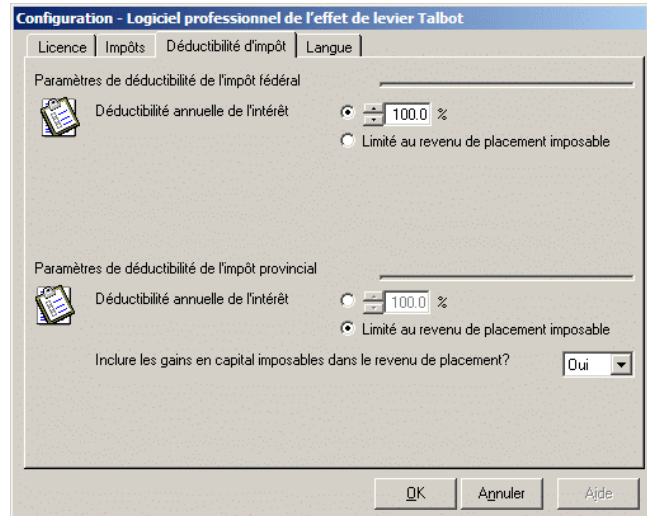 Configuration - Logiciel professionnel de l'effet de levier Talbot
Licence Impôts Déductibilité d'impôt Langue
Paramètres de déductibilité de l'impôt fédéral
Déductibilité annuelle de l'intérêt 100.0 %
Limité au revenu de placement imposable
Paramètres de déductibilité de l'impôt provincial
Déductibilité annuelle de l'intérêt 100.0 %
Limité au revenu de placement imposable
Inclure les gains en capital imposables dans le revenu de placement? Oui
OK Annuler Aide